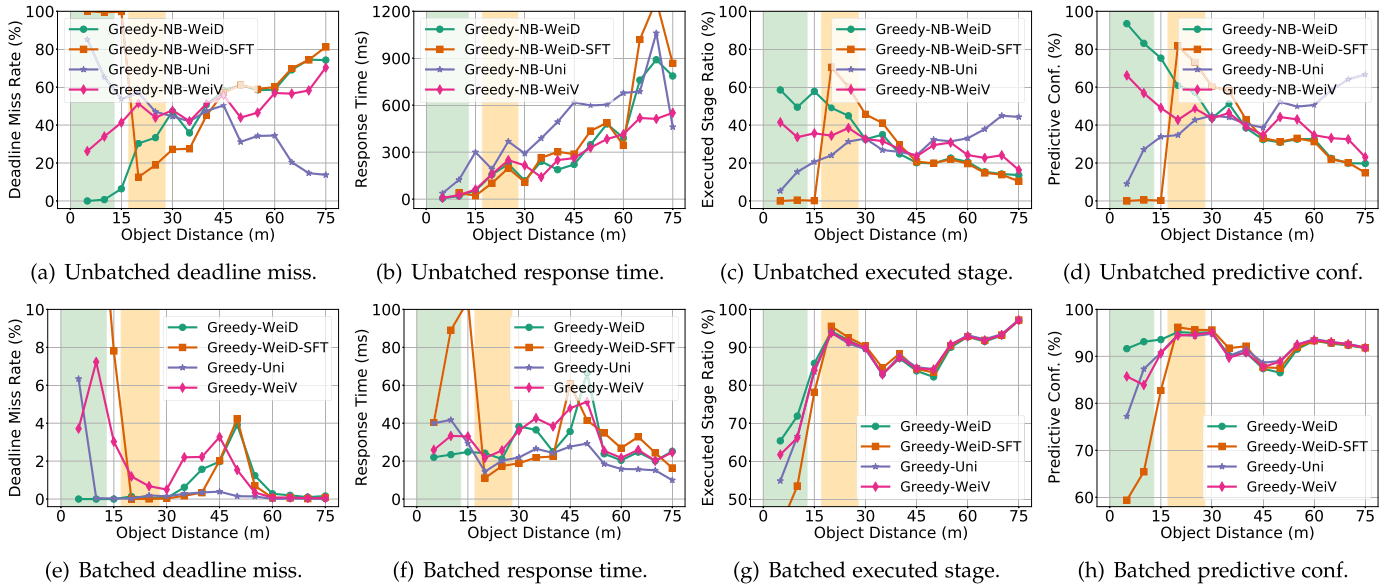 Deadline Miss Rate (%)
100
80
60
40
20
0
Greedy-NB-WeiD
Greedy-NB-WeiD-SFT
Greedy-NB-Uni
Greedy-NB-WeiV
0 15 30 45 60 75
Object Distance (m)
(a) Unbatched deadline miss.
Response Time (ms)
1200
900
600
300
0
Greedy-NB-WeiD
Greedy-NB-WeiD-SFT
Greedy-NB-Uni
Greedy-NB-WeiV
0 15 30 45 60 75
Object Distance (m)
(b) Unbatched response time.
Executed Stage Ratio (%)
100
80
60
40
20
0
Greedy-NB-WeiD
Greedy-NB-WeiD-SFT
Greedy-NB-Uni
Greedy-NB-WeiV
0 15 30 45 60 75
Object Distance (m)
(c) Unbatched executed stage.
Predictive Conf. (%)
100
80
60
40
20
0
Greedy-NB-WeiD
Greedy-NB-WeiD-SFT
Greedy-NB-Uni
Greedy-NB-WeiV
0 15 30 45 60 75
Object Distance (m)
(d) Unbatched predictive conf.
Deadline Miss Rate (%)
10
8
6
4
2
0
Greedy-WeiD
Greedy-WeiD-SFT
Greedy-Uni
Greedy-WeiV
0 15 30 45 60 75
Object Distance (m)
(e) Batched deadline miss.
Response Time (ms)
100
80
60
40
20
0
Greedy-WeiD
Greedy-WeiD-SFT
Greedy-Uni
Greedy-WeiV
0 15 30 45 60 75
Object Distance (m)
(f) Batched response time.
Executed Stage Ratio (%)
100
90
80
70
60
50
Greedy-WeiD
Greedy-WeiD-SFT
Greedy-Uni
Greedy-WeiV
0 15 30 45 60 75
Object Distance (m)
(g) Batched executed stage.
Predictive Conf. (%)
100
90
80
70
60
Greedy-WeiD
Greedy-WeiD-SFT
Greedy-Uni
Greedy-WeiV
0 15 30 45 60 75
Object Distance (m)
(h) Batched predictive conf.